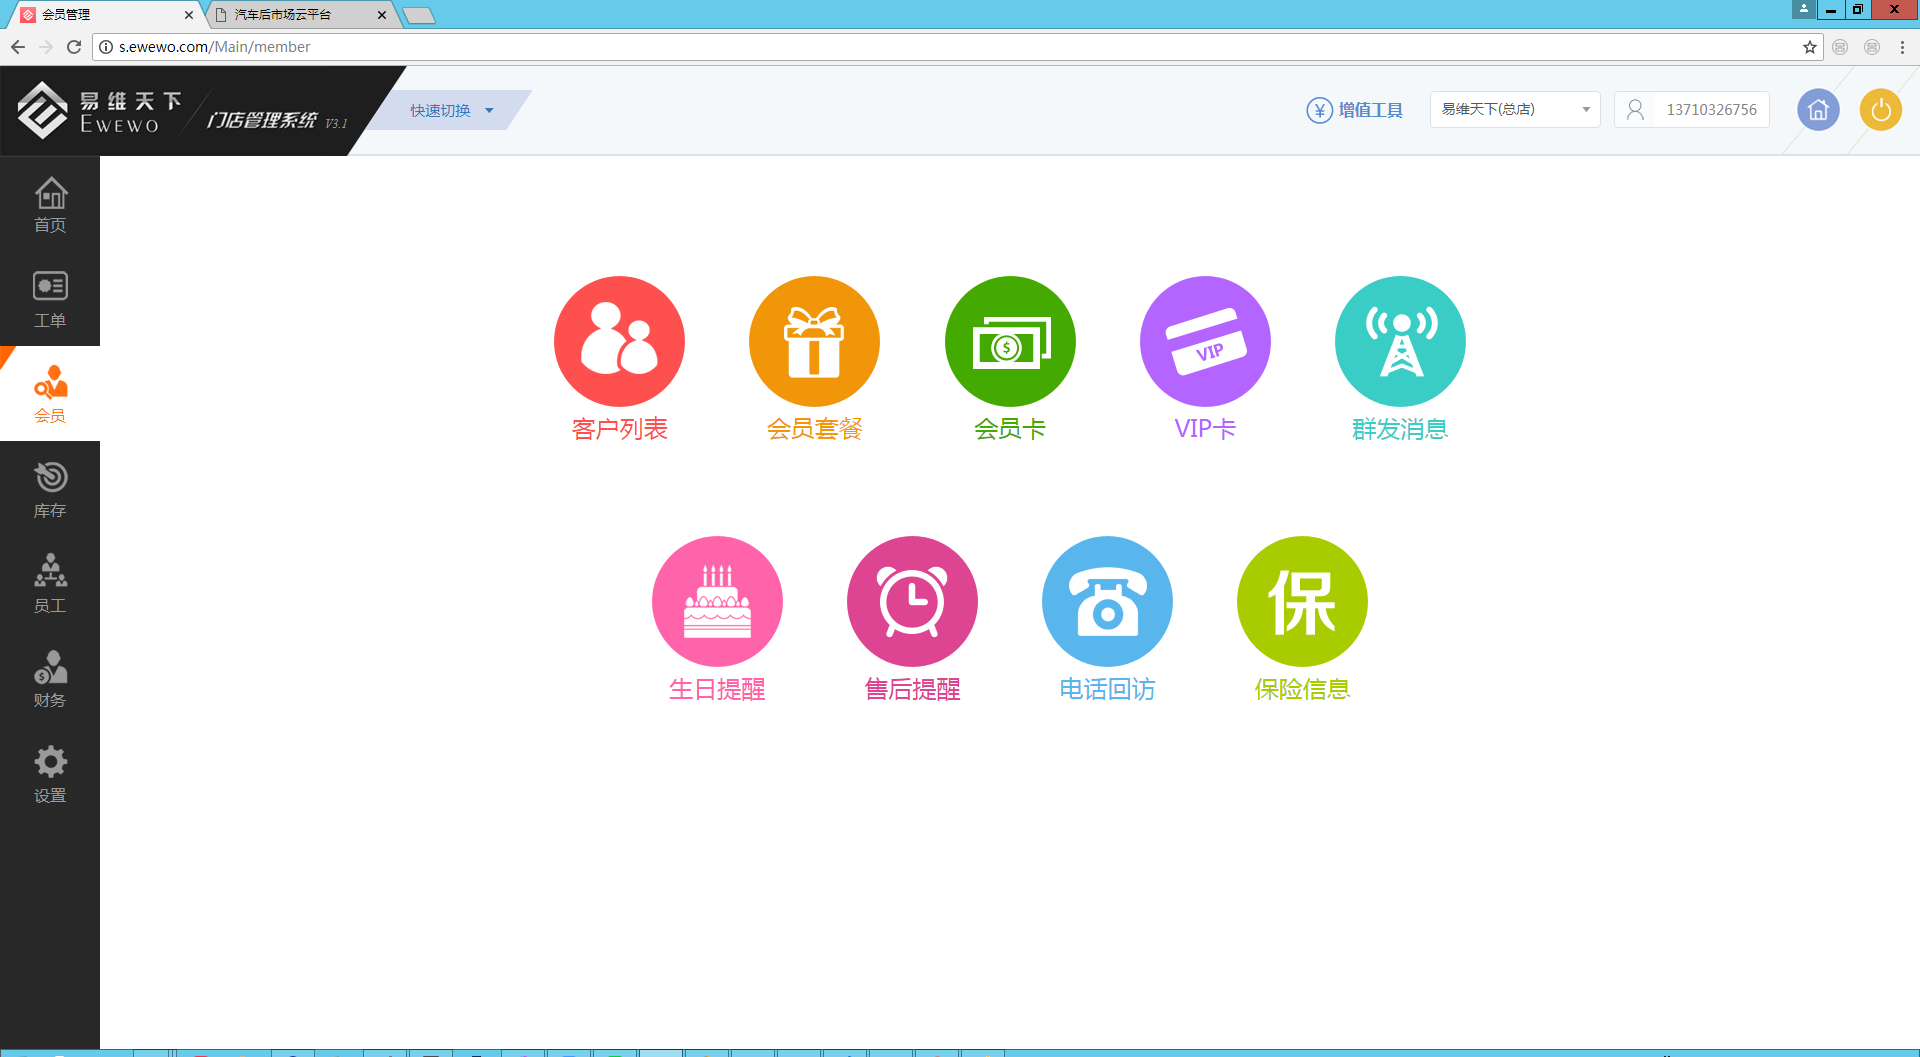 会员管理
汽车后市场云平台
s.ewewo.com/Main/member
易维天下
EWEWO
门店管理系统 V3.1
快速切换
¥ 增值工具
易维天下(总店)
13710326756
首页
工单
会员
库存
员工
财务
设置
$
VIP
客户列表
会员套餐
会员卡
VIP卡
群发消息
保
生日提醒
售后提醒
电话回访
保险信息
$